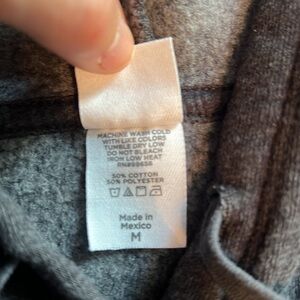 MACHINE WASH COLD
WITH LIKE COLORS
TUMBLE DRY LOW
DO NOT BLEACH
IRON LOW HEAT
50% COTTON
50% POLYESTER
Made in
Mexico
M